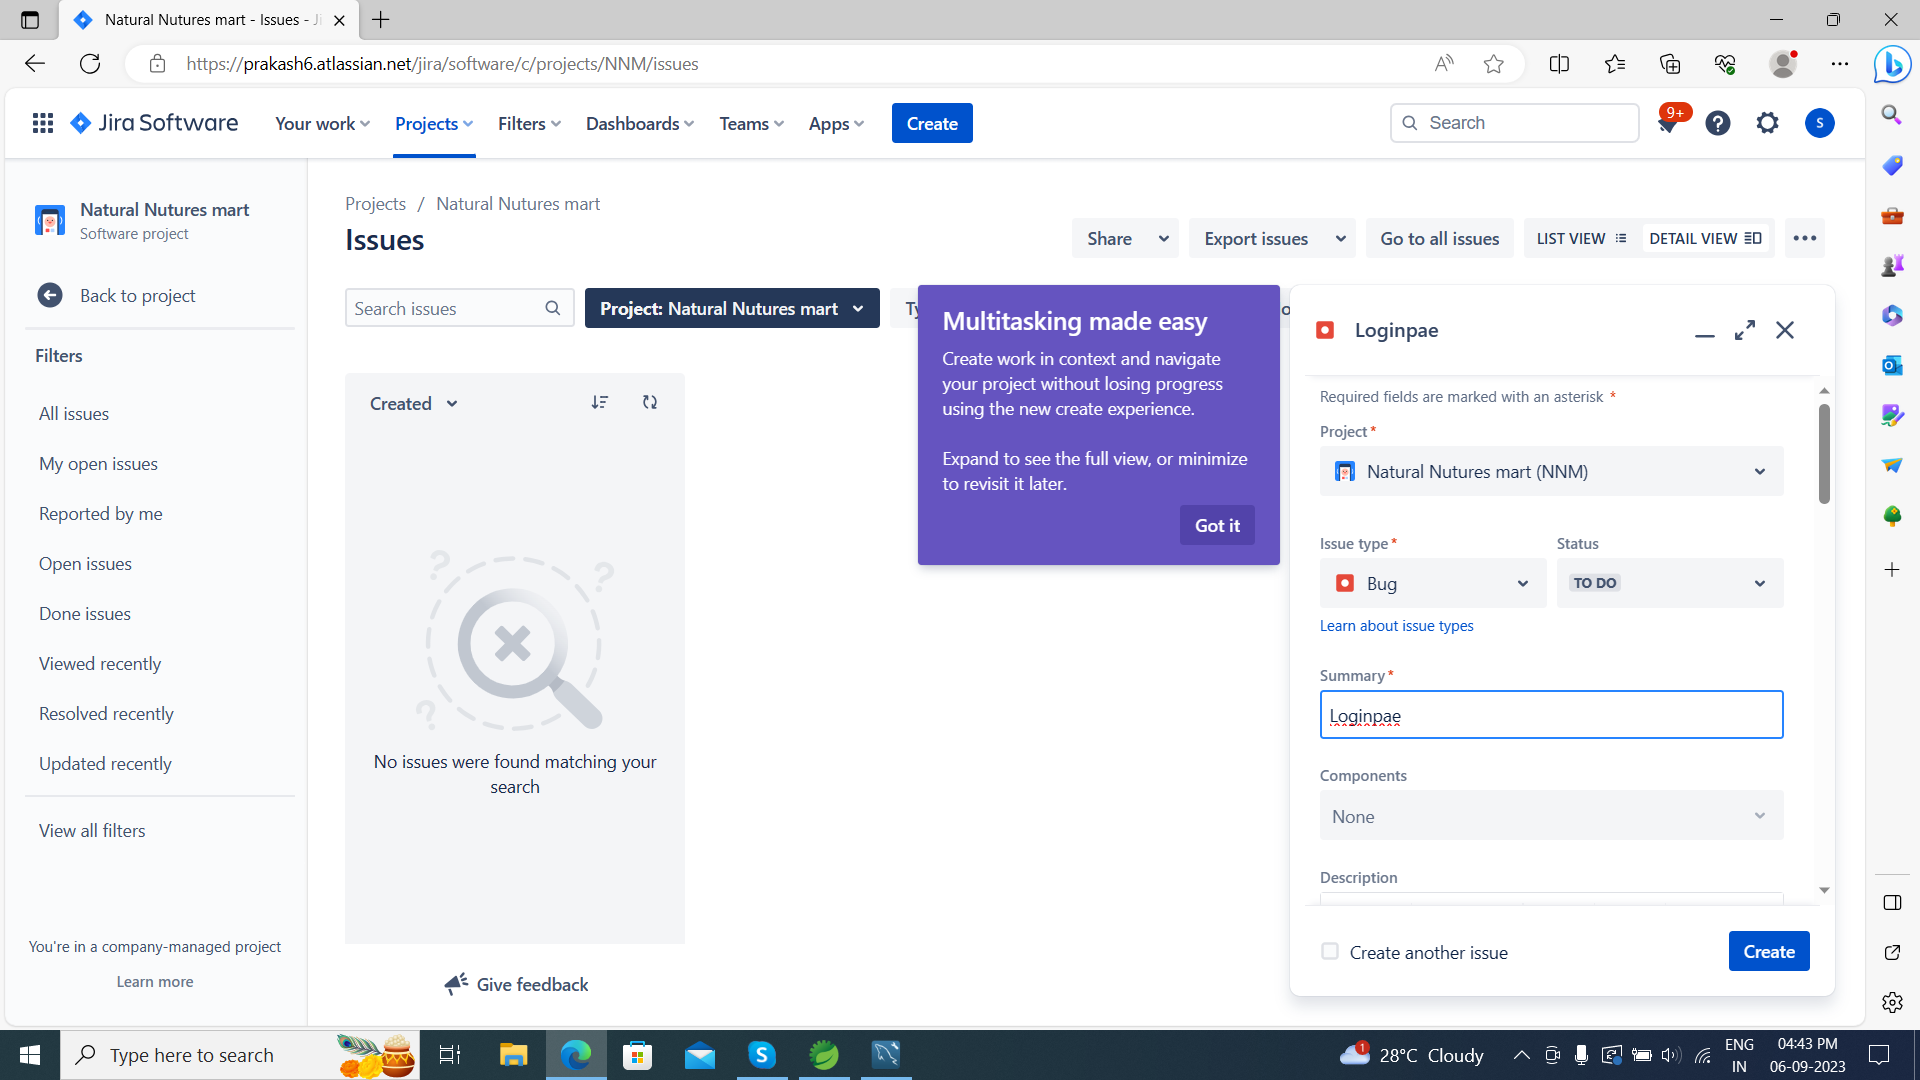 Natural Nutures mart - Issues - Ji
https://prakash6.atlassian.net/jira/software/c/projects/NNM/issues
Jira Software
Your work
Projects
Filters
Dashboards
Teams
Apps
Create
Search
9+
S
Natural Nutures mart
Software project
Back to project
Filters
All issues
My open issues
Reported by me
Open issues
Done issues
Viewed recently
Resolved recently
Updated recently
View all filters
You're in a company-managed project
Learn more
Projects / Natural Nutures mart
Issues
Share
Export issues
Go to all issues
LIST VIEW
DETAIL VIEW
Search issues
Project: Natural Nutures mart
Created
No issues were found matching your
search
Give feedback
Multitasking made easy
Create work in context and navigate
your project without losing progress
using the new create experience.
Expand to see the full view, or minimize
to revisit it later.
Got it
Loginpae
Required fields are marked with an asterisk *
Project*
Natural Nutures mart (NNM)
Issue type*
Status
Bug
TO DO
Learn about issue types
Summary*
Loginpae
Components
None
Description
Create another issue
Create
Type here to search
1
28°C Cloudy
ENG
IN
04:43 PM
06-09-2023